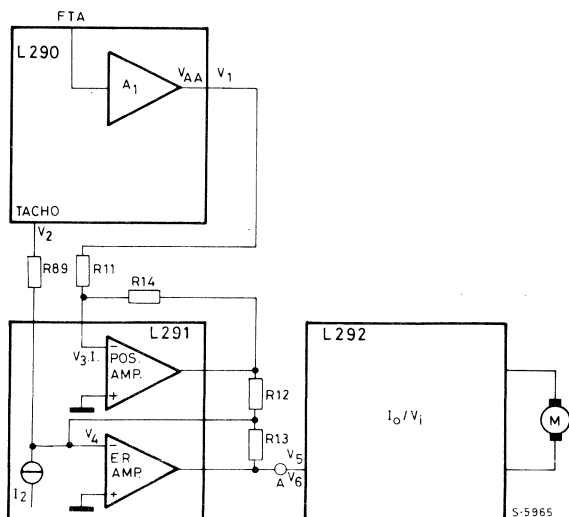 FTA
L290
A1
VAA
V1
TACHO
V2
R89
R11
R14
L291
L292
V3.I.
POS.
AMP.
R12
Io/Vi
M
V4
R13
ER
AMP.
V5
A
V6
I2
S-5965